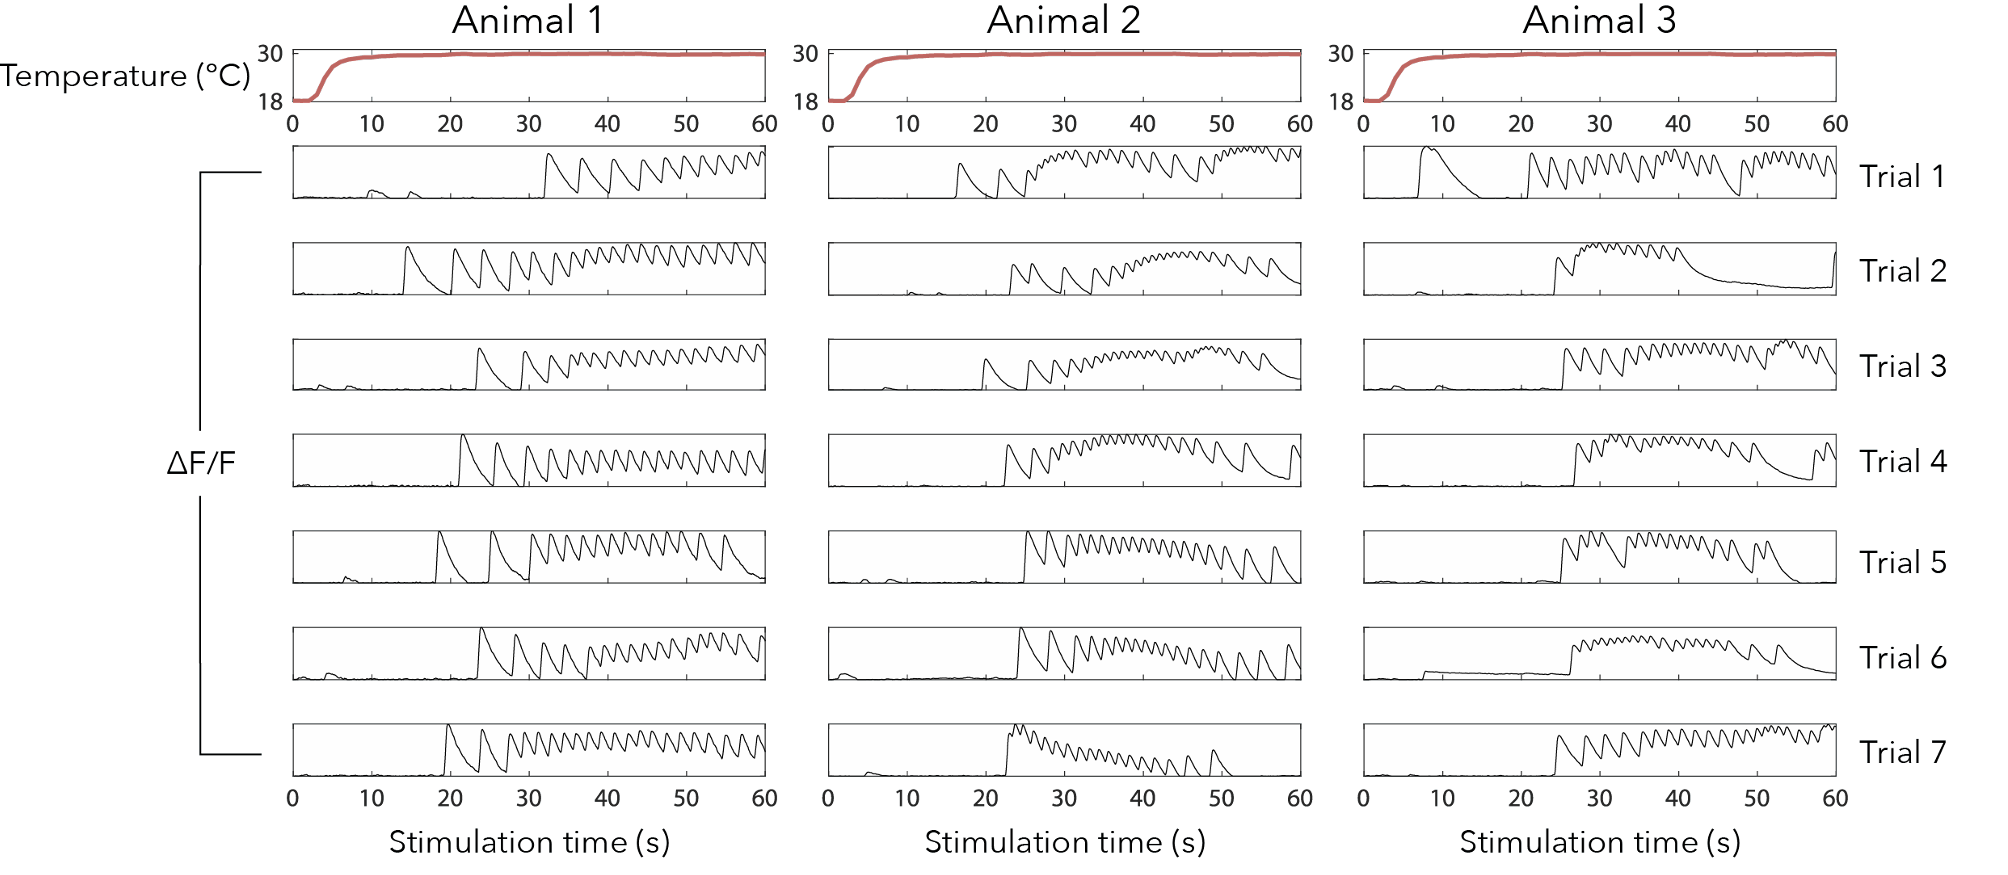 Animal 1 Animal 2 Animal 3
Temperature (°C)
30 30 30
18 18 18
0 10 20 30 40 50 60 0 10 20 30 40 50 60 0 10 20 30 40 50 60
Trial 1
Trial 2
Trial 3
ΔF/F
Trial 4
Trial 5
Trial 6
Trial 7
0 10 20 30 40 50 60 0 10 20 30 40 50 60 0 10 20 30 40 50 60
Stimulation time (s) Stimulation time (s) Stimulation time (s)